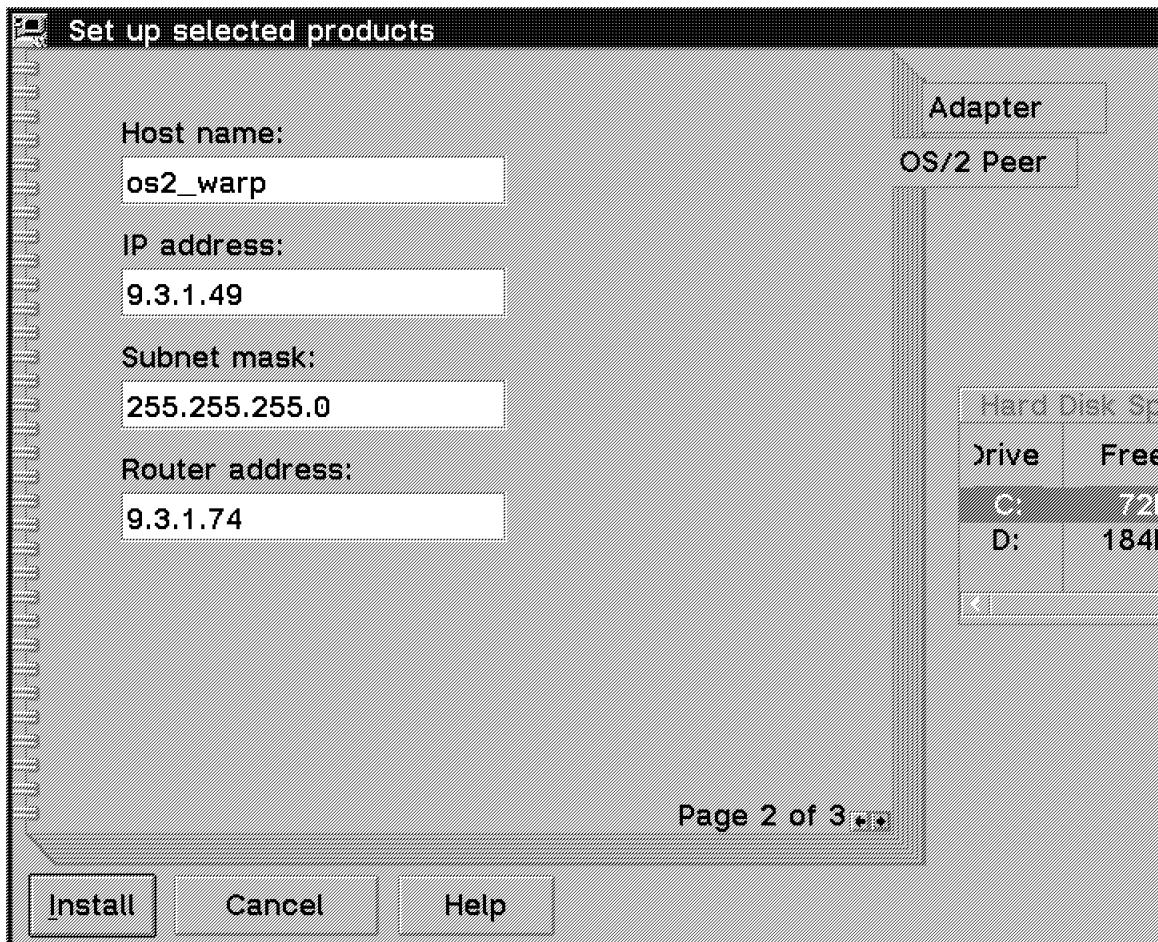 Set up selected products
Adapter
OS/2 Peer
Host name:
os2_warp
IP address:
9.3.1.49
Subnet mask:
255.255.255.0
Router address:
9.3.1.74
Hard Disk Sp
Drive Free
C: 72
D: 184
Page 2 of 3
Install Cancel Help